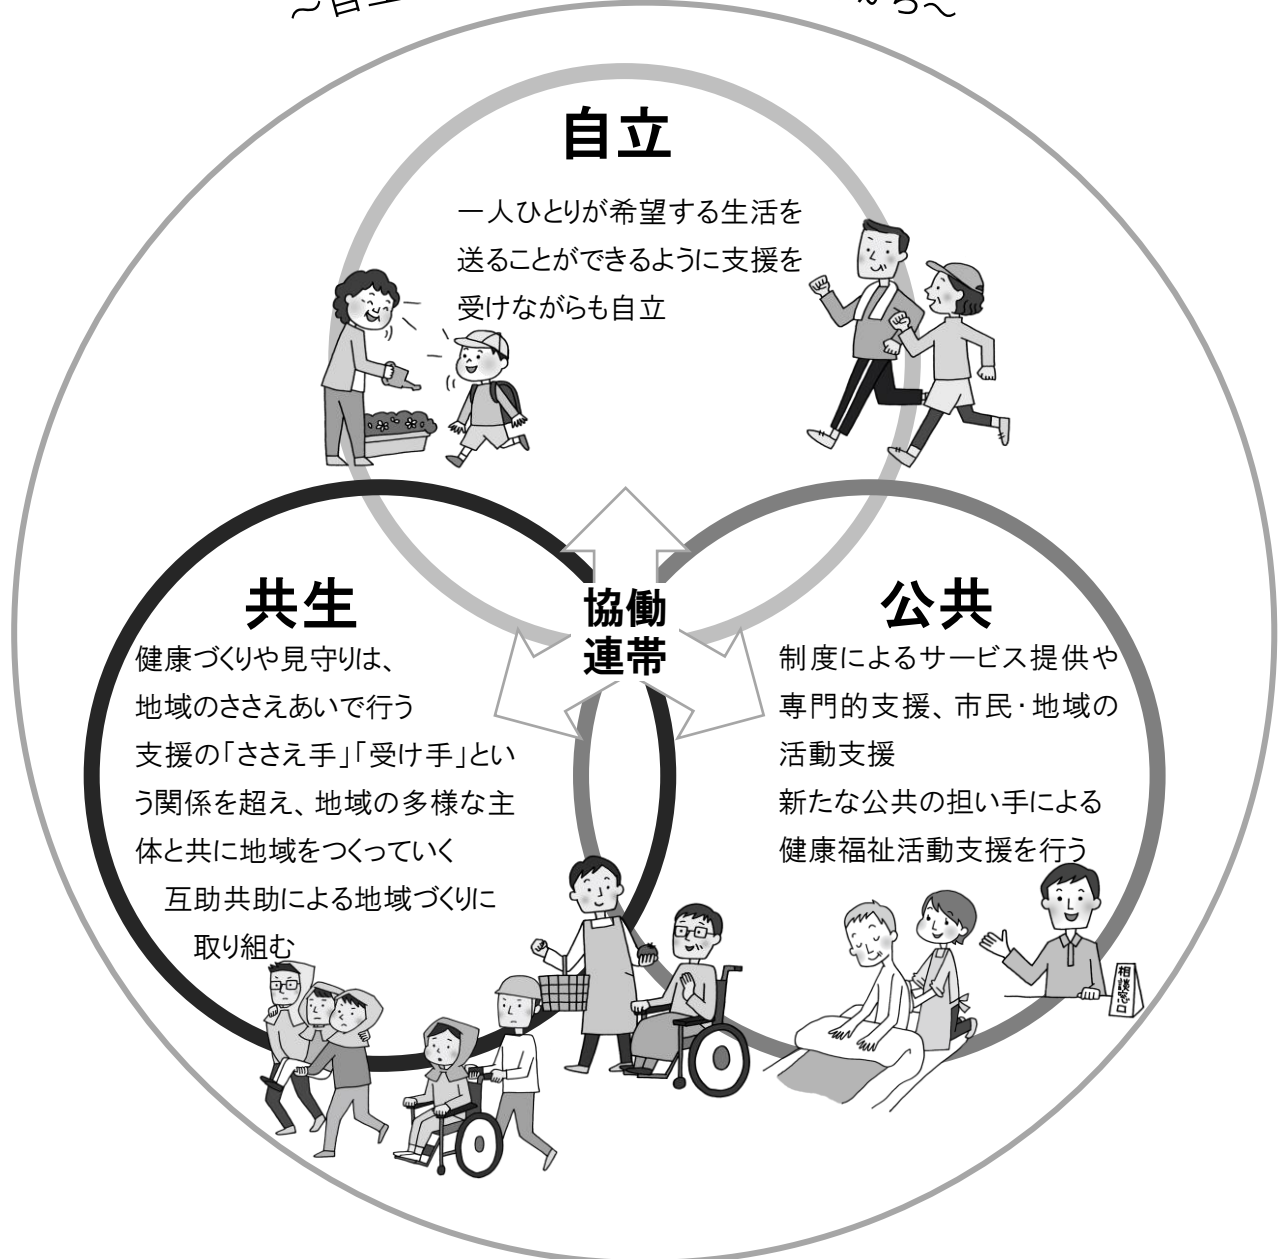 自立
一人ひとりが希望する生活を
送ることができるように支援を
受けながらも自立
協働
連帯
共生
健康づくりや見守りは、
地域のささえあいで行う
支援の「ささえ手」「受け手」とい
う関係を超え、地域の多様な主
体と共に地域をつくっていく
互助共助による地域づくりに
取り組む
公共
制度によるサービス提供や
専門的支援、市民・地域の
活動支援
新たな公共の担い手による
健康福祉活動支援を行う
相談窓口